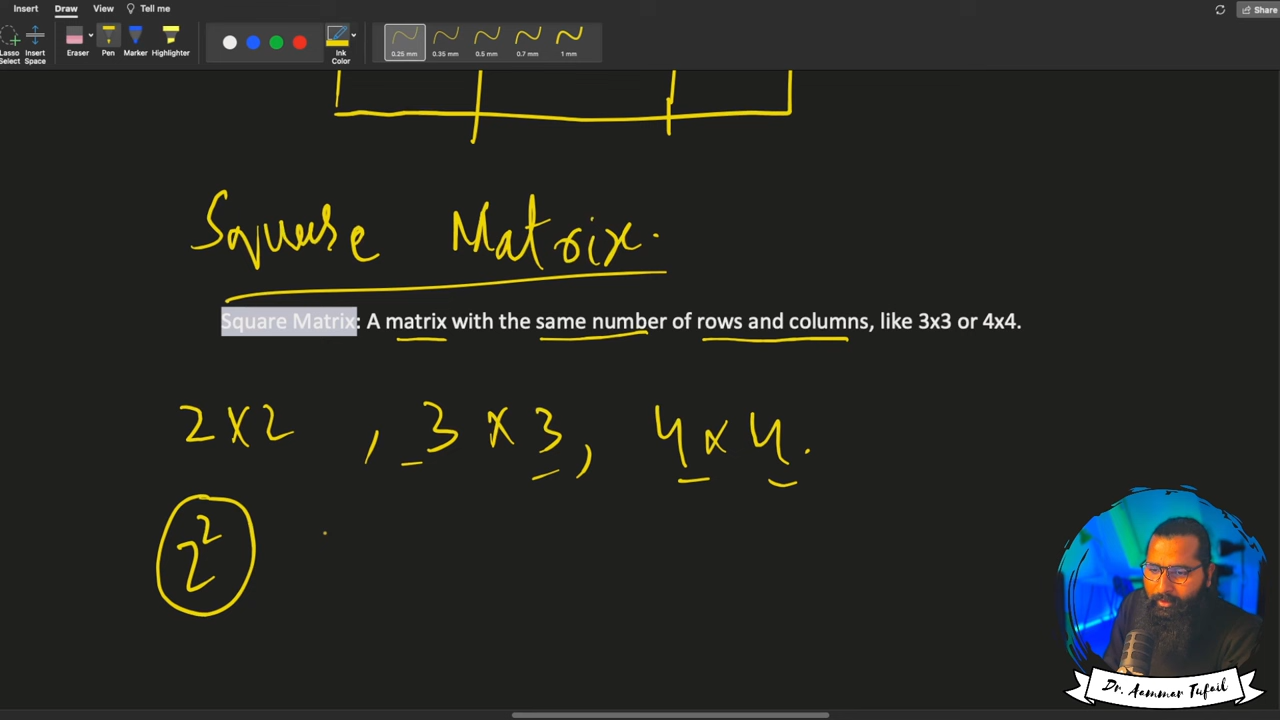 Insert Draw View Tell me
Share
Lasso Select Insert Space Eraser Pen Marker Highlighter Ink Color 0.25 mm 0.35 mm 0.5 mm 0.7 mm 1 mm
Square Matrix.
Square Matrix: A matrix with the same number of rows and columns, like 3x3 or 4x4.
2x2 , 3 x 3, 4x4.
2²
Dr. Aammar Tufail